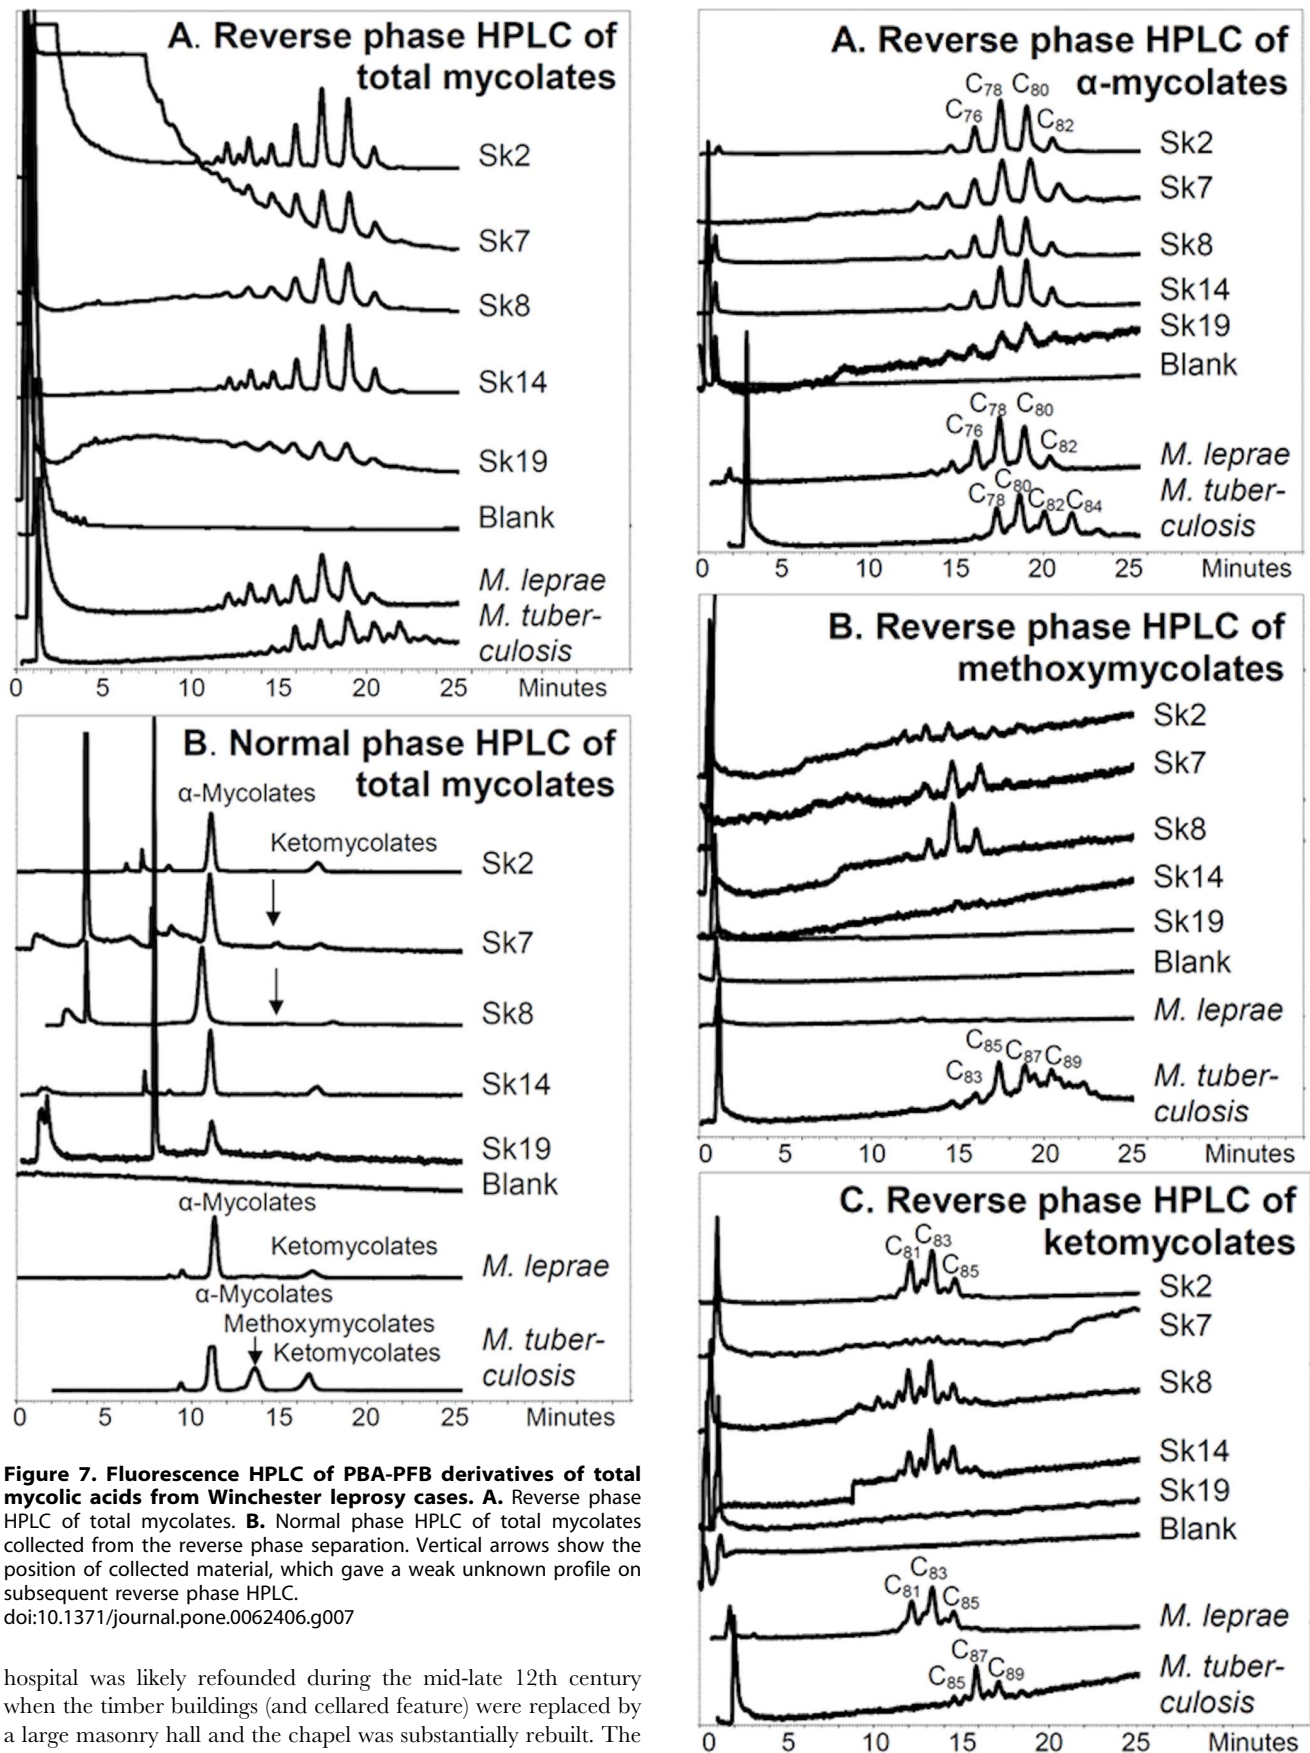 A. Reverse phase HPLC of
total mycolates
Sk2
Sk7
Sk8
Sk14
Sk19
Blank
M. leprae
M. tuber-
culosis
0 5 10 15 20 25 Minutes
B. Normal phase HPLC of
total mycolates
α-Mycolates
Ketomycolates
Sk2
Sk7
Sk8
Sk14
Sk19
Blank
α-Mycolates
Ketomycolates
M. leprae
α-Mycolates
Methoxymycolates
Ketomycolates
M. tuber-
culosis
0 5 10 15 20 25 Minutes
Figure 7. Fluorescence HPLC of PBA-PFB derivatives of total
mycolic acids from Winchester leprosy cases. A. Reverse phase
HPLC of total mycolates. B. Normal phase HPLC of total mycolates
collected from the reverse phase separation. Vertical arrows show the
position of collected material, which gave a weak unknown profile on
subsequent reverse phase HPLC.
doi:10.1371/journal.pone.0062406.g007
hospital was likely refounded during the mid-late 12th century
when the timber buildings (and cellared feature) were replaced by
a large masonry hall and the chapel was substantially rebuilt. The
A. Reverse phase HPLC of
α-mycolates
C76 C78 C80 C82
Sk2
Sk7
Sk8
Sk14
Sk19
Blank
C76 C78 C80 C82
M. leprae
C78 C80 C82 C84
M. tuber-
culosis
0 5 10 15 20 25 Minutes
B. Reverse phase HPLC of
methoxymycolates
Sk2
Sk7
Sk8
Sk14
Sk19
Blank
M. leprae
C83 C85 C87 C89
M. tuber-
culosis
0 5 10 15 20 25 Minutes
C. Reverse phase HPLC of
ketomycolates
C81 C83 C85
Sk2
Sk7
Sk8
Sk14
Sk19
Blank
C81 C83 C85
M. leprae
C85 C87 C89
M. tuber-
culosis
0 5 10 15 20 25 Minutes